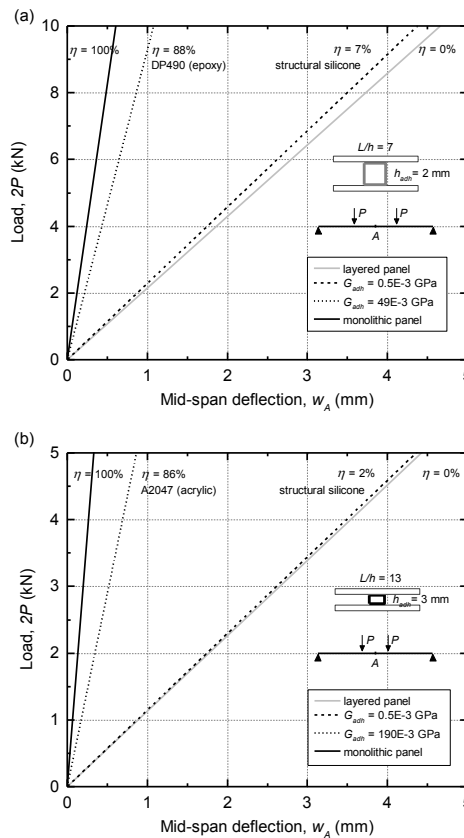 (a)
10
η = 100%
η = 88%
DP490 (epoxy)
η = 7%
structural silicone
η = 0%
8
6
4
2
0
Load, 2P (kN)
L/h = 7
h_adh = 2 mm
P
P
A
layered panel
G_adh = 0.5E-3 GPa
G_adh = 49E-3 GPa
monolithic panel
0 1 2 3 4 5
Mid-span deflection, w_A (mm)
(b)
5
η = 100%
η = 86%
A2047 (acrylic)
η = 2%
structural silicone
η = 0%
4
3
2
1
0
Load, 2P (kN)
L/h = 13
h_adh = 3 mm
P
P
A
layered panel
G_adh = 0.5E-3 GPa
G_adh = 190E-3 GPa
monolithic panel
0 1 2 3 4 5
Mid-span deflection, w_A (mm)